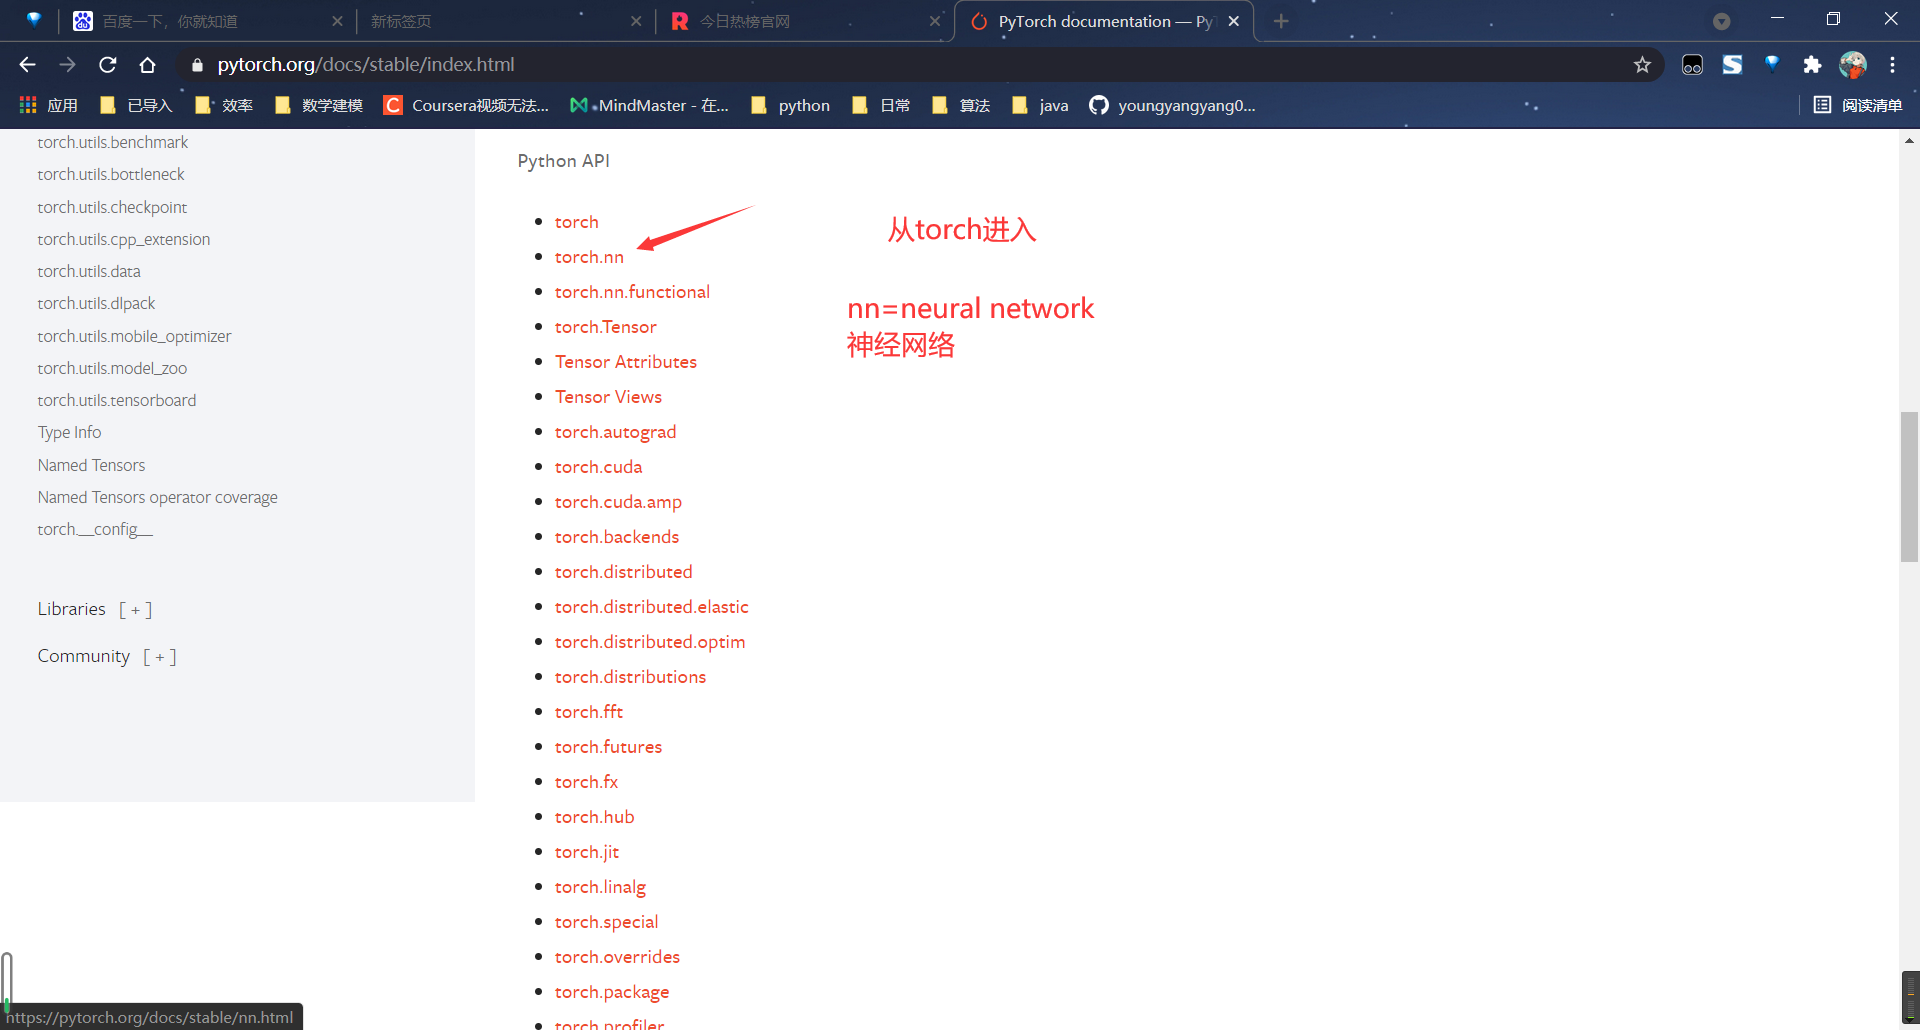 百度一下，你就知道
新标签页
今日热榜官网
PyTorch documentation — Py
pytorch.org/docs/stable/index.html
应用
已导入
效率
数学建模
Coursera视频无法...
MindMaster - 在...
python
日常
算法
java
youngyangyang0...
阅读清单
torch.utils.benchmark
torch.utils.bottleneck
torch.utils.checkpoint
torch.utils.cpp_extension
torch.utils.data
torch.utils.dlpack
torch.utils.mobile_optimizer
torch.utils.model_zoo
torch.utils.tensorboard
Type Info
Named Tensors
Named Tensors operator coverage
torch.__config__
Libraries [ + ]
Community [ + ]
Python API
torch
torch.nn
torch.nn.functional
torch.Tensor
Tensor Attributes
Tensor Views
torch.autograd
torch.cuda
torch.cuda.amp
torch.backends
torch.distributed
torch.distributed.elastic
torch.distributed.optim
torch.distributions
torch.fft
torch.futures
torch.fx
torch.hub
torch.jit
torch.linalg
torch.special
torch.overrides
torch.package
torch.profiler
从torch进入
nn=neural network
神经网络
https://pytorch.org/docs/stable/nn.html